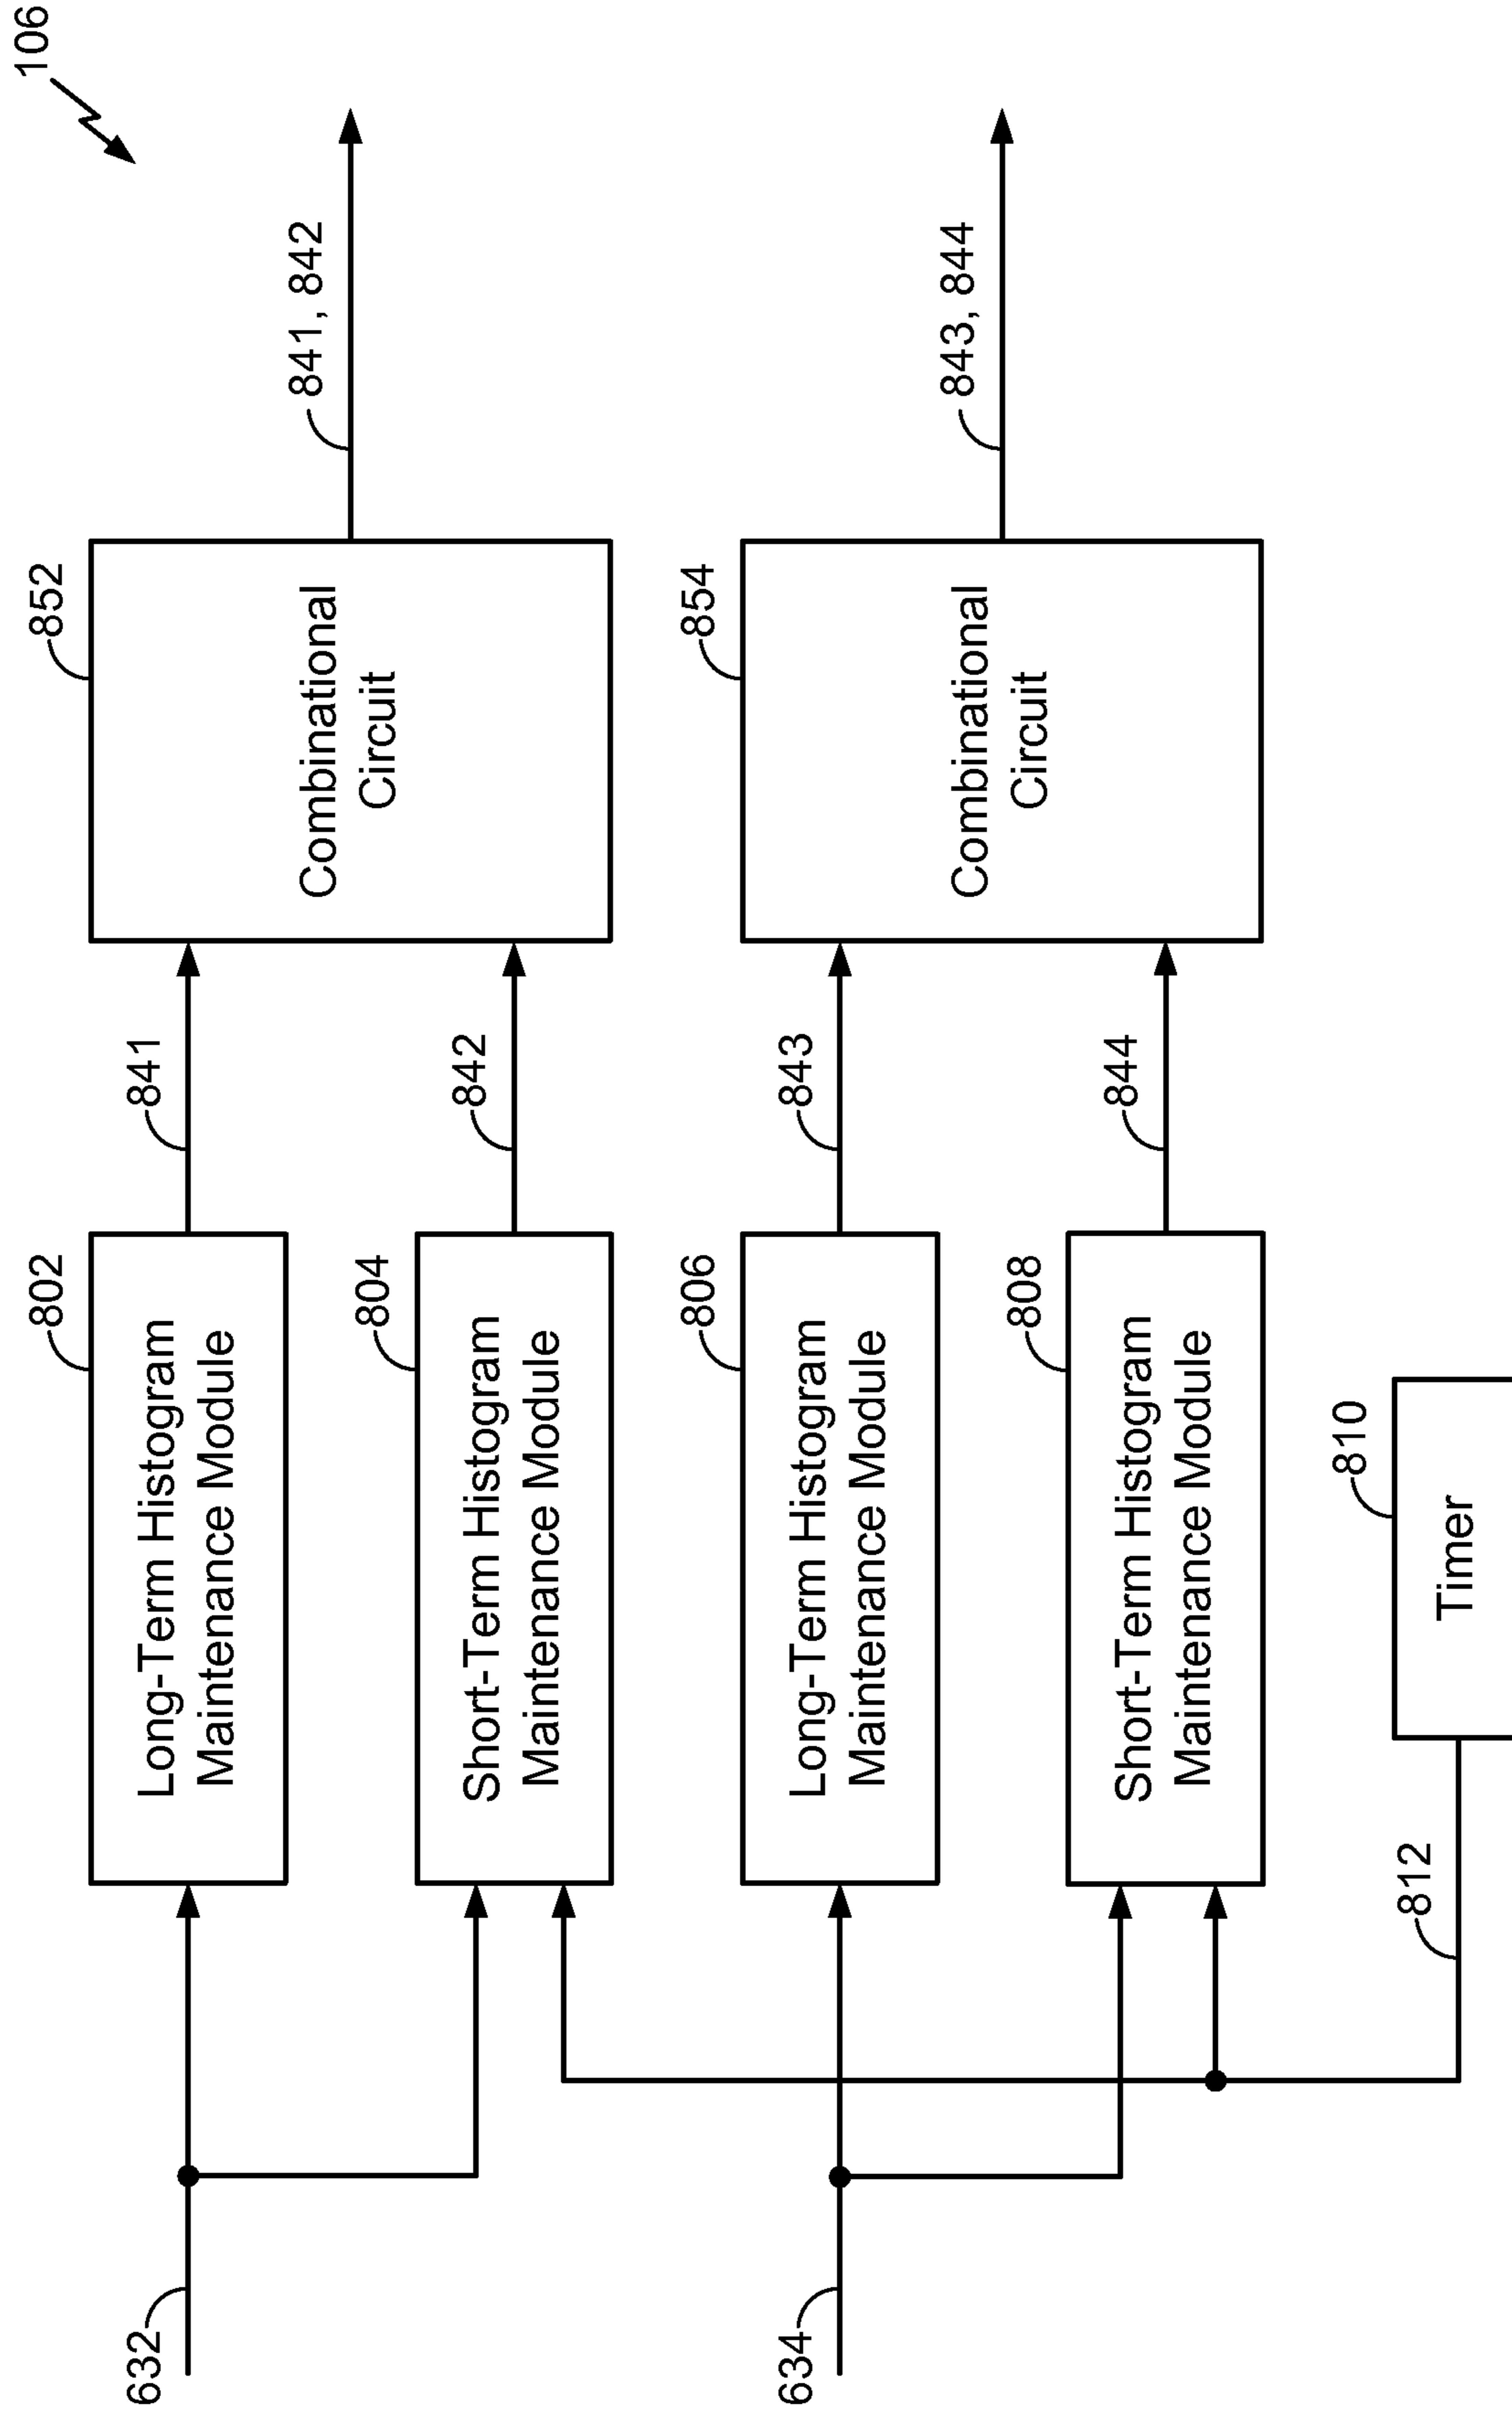 106
632
802
Long-Term Histogram
Maintenance Module
841
852
Combinational
Circuit
841, 842
804
Short-Term Histogram
Maintenance Module
842
634
806
Long-Term Histogram
Maintenance Module
843
854
Combinational
Circuit
843, 844
808
Short-Term Histogram
Maintenance Module
844
812
810
Timer